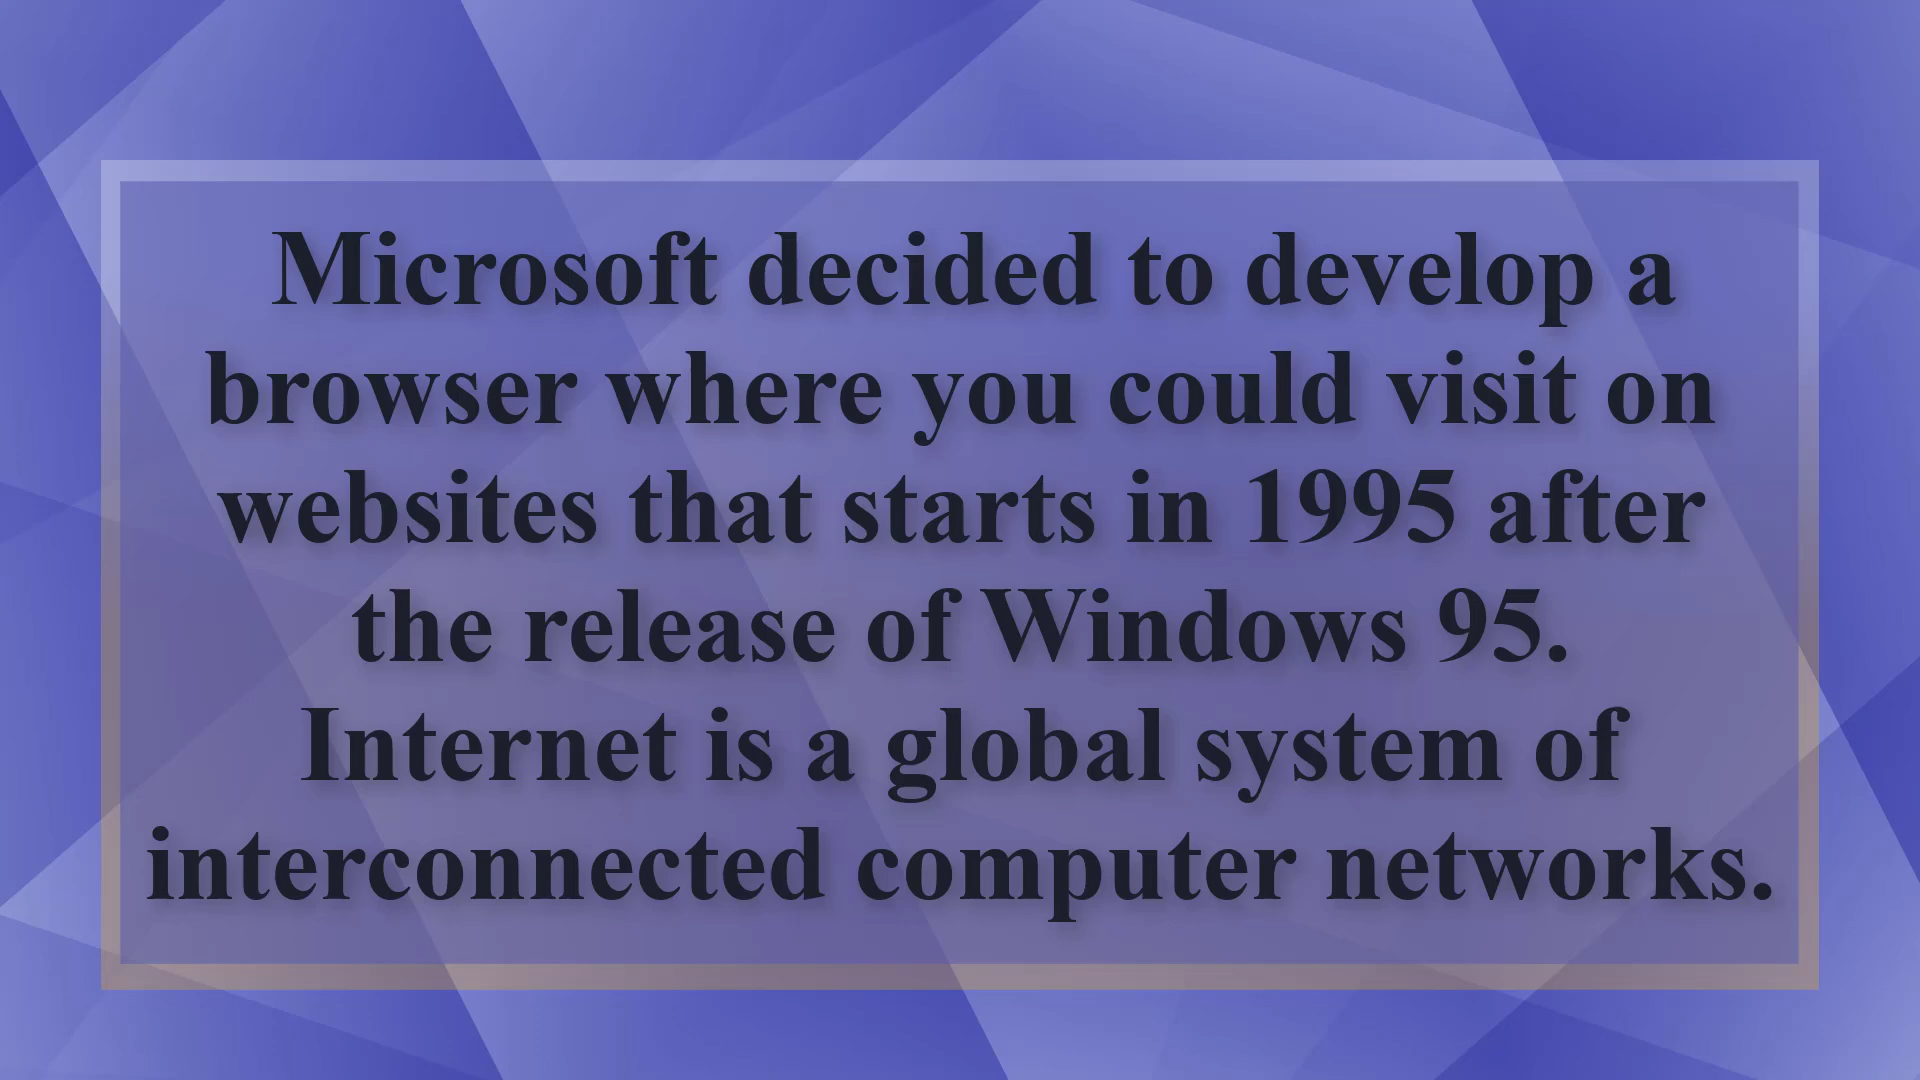 Microsoft decided to develop a
browser where you could visit on
websites that starts in 1995 after
the release of Windows 95.
Internet is a global system of
interconnected computer networks.